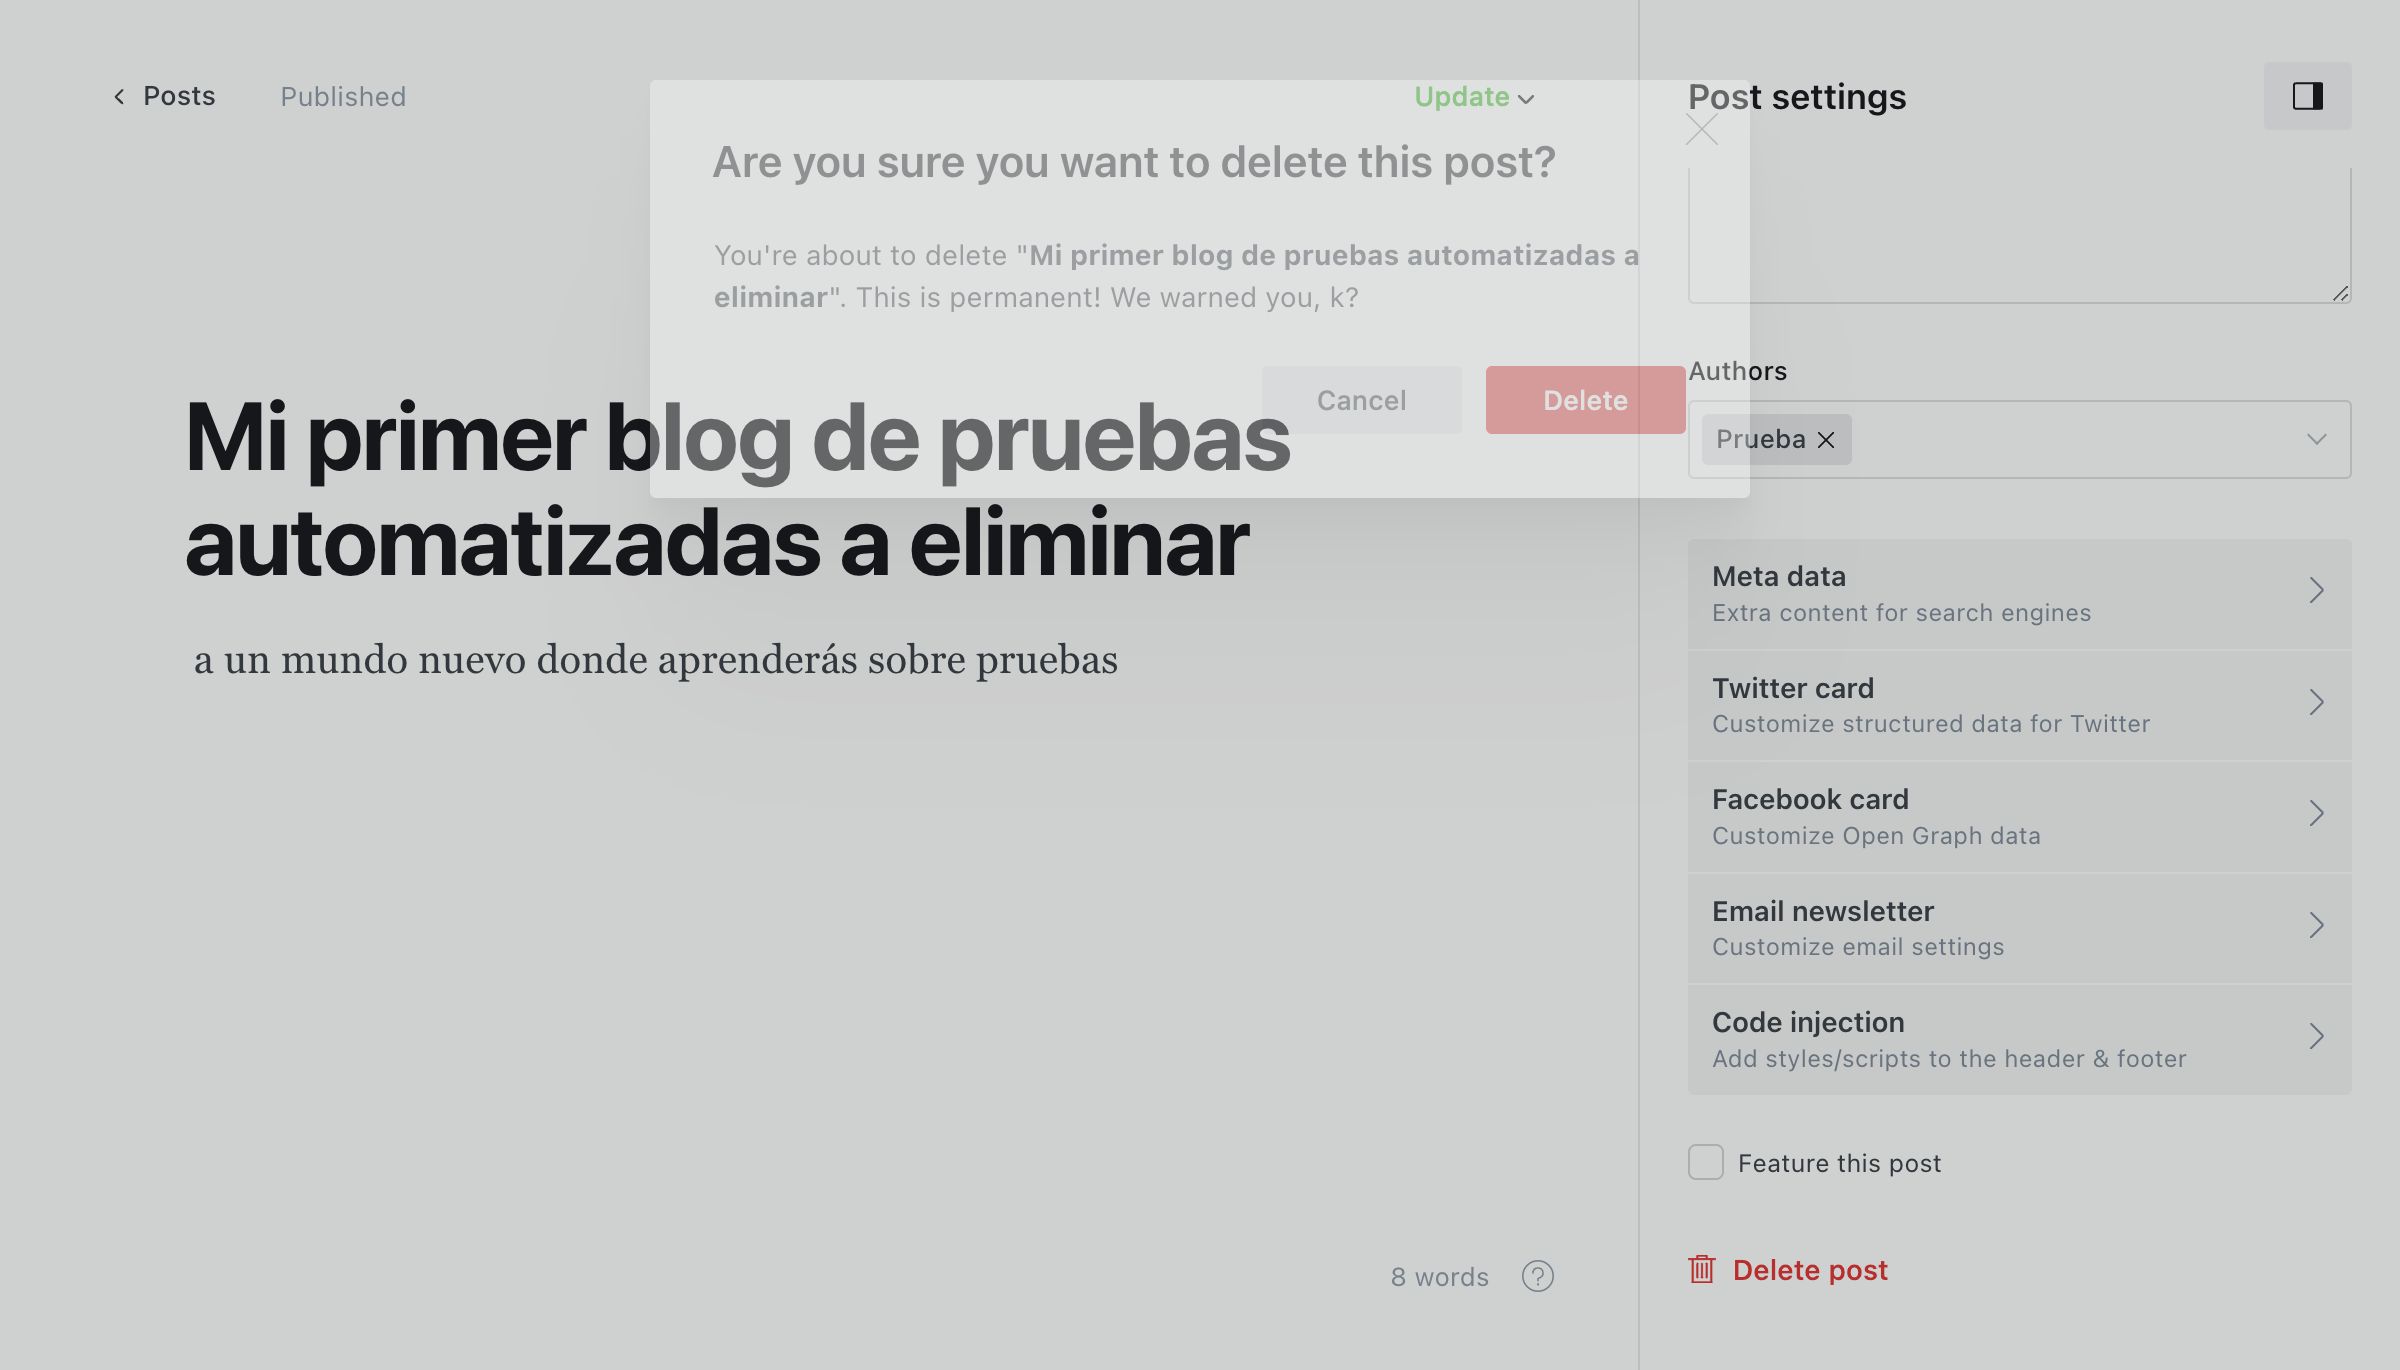 Posts
Published
Update
Post settings
Are you sure you want to delete this post?
You're about to delete "Mi primer blog de pruebas automatizadas a
eliminar". This is permanent! We warned you, k?
Cancel
Delete
Mi primer blog de pruebas
automatizadas a eliminar
a un mundo nuevo donde aprenderás sobre pruebas
8 words
?
Authors
Prueba
Meta data
Extra content for search engines
Twitter card
Customize structured data for Twitter
Facebook card
Customize Open Graph data
Email newsletter
Customize email settings
Code injection
Add styles/scripts to the header & footer
Feature this post
Delete post